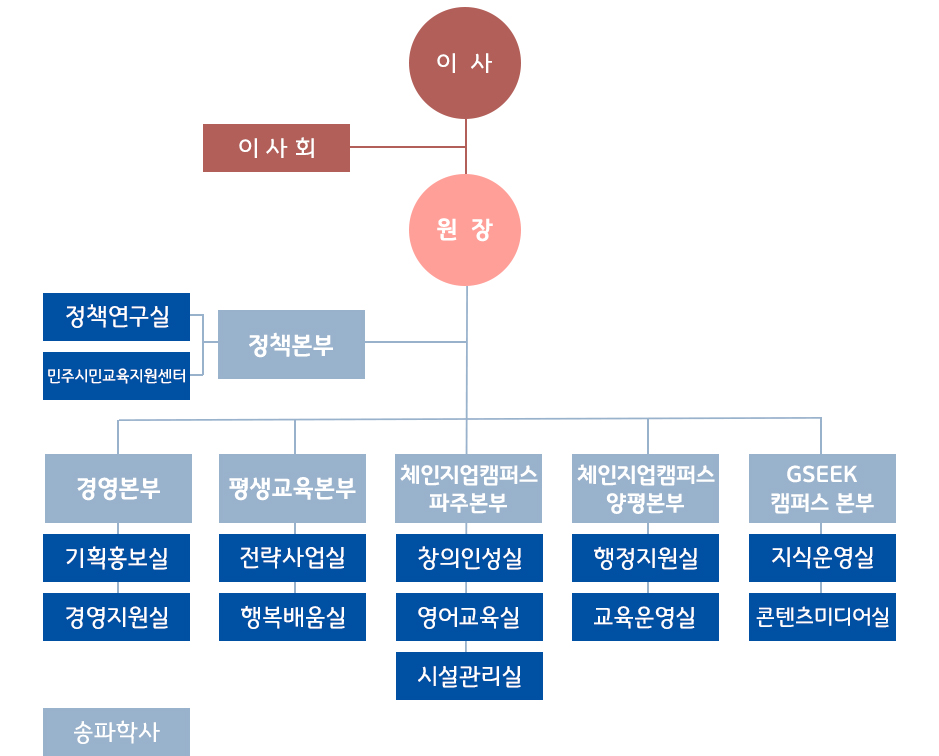 이 사
이 사 회
원 장
정책연구실
민주시민교육지원센터
정책본부
경영본부
기획홍보실
경영지원실
평생교육본부
전략사업실
행복배움실
체인지업캠퍼스
파주본부
창의인성실
영어교육실
시설관리실
체인지업캠퍼스
양평본부
행정지원실
교육운영실
GSEEK
캠퍼스 본부
지식운영실
콘텐츠미디어실
송파학사